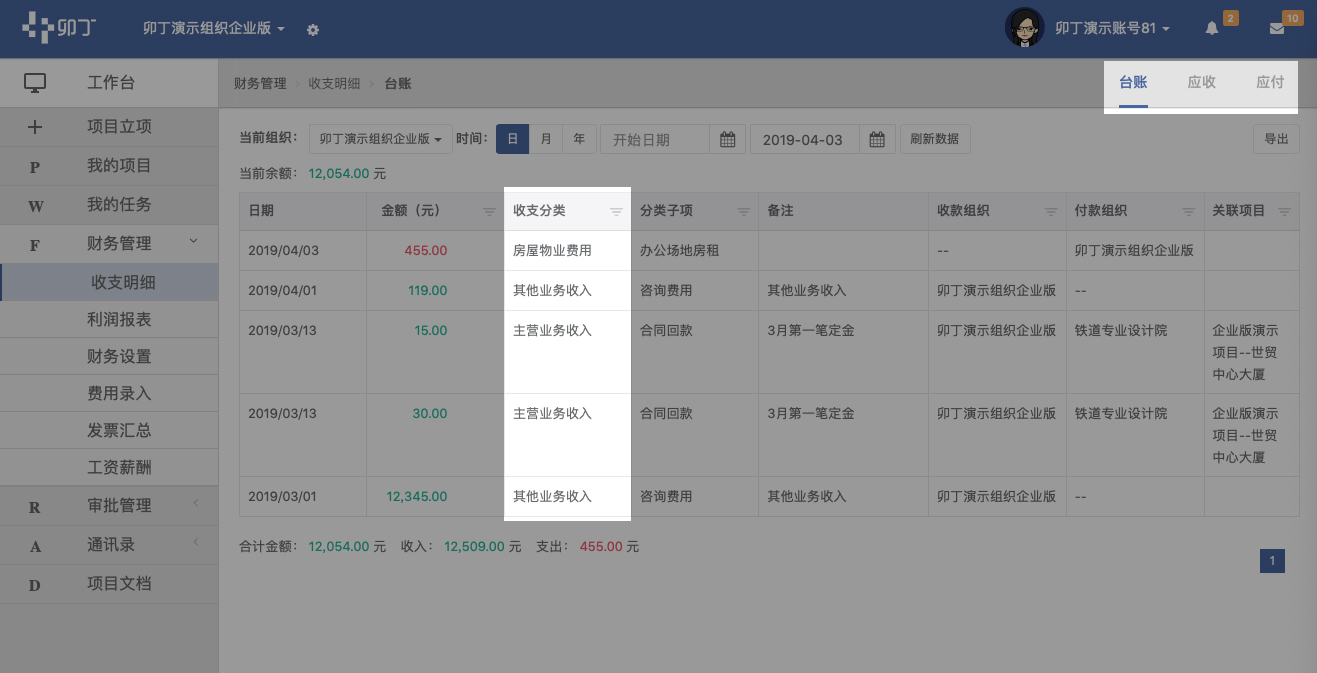 卯丁 卯丁演示组织企业版 卯丁演示账号81 2 10
工作台
财务管理 收支明细 台账 台账 应收 应付
项目立项
P 我的项目
W 我的任务
F 财务管理
收支明细
利润报表
财务设置
费用录入
发票汇总
工资薪酬
R 审批管理
A 通讯录
D 项目文档
当前组织： 卯丁演示组织企业版 时间： 日 月 年 开始日期 2019-04-03 刷新数据 导出
当前余额： 12,054.00 元
日期 金额（元） 收支分类 分类子项 备注 收款组织 付款组织 关联项目
2019/04/03 455.00 房屋物业费用 办公场地房租 -- 卯丁演示组织企业版
2019/04/01 119.00 其他业务收入 咨询费用 其他业务收入 卯丁演示组织企业版 --
2019/03/13 15.00 主营业务收入 合同回款 3月第一笔定金 卯丁演示组织企业版 铁道专业设计院 企业版演示
项目--世贸
中心大厦
2019/03/13 30.00 主营业务收入 合同回款 3月第一笔定金 卯丁演示组织企业版 铁道专业设计院 企业版演示
项目--世贸
中心大厦
2019/03/01 12,345.00 其他业务收入 咨询费用 其他业务收入 卯丁演示组织企业版 --
合计金额： 12,054.00 元 收入： 12,509.00 元 支出： 455.00 元
1